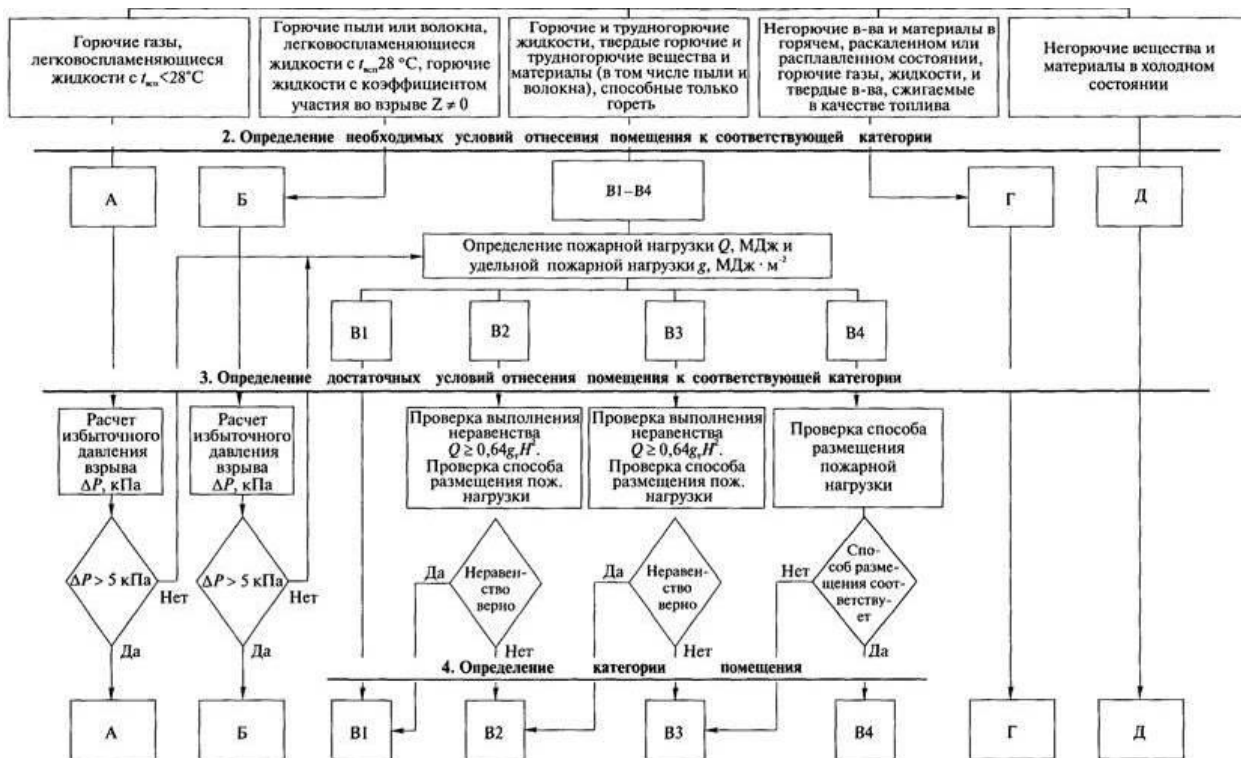 Горючие газы,
легковоспламеняющиеся
жидкости с tвсп<28°С
Горючие пыли или волокна,
легковоспламеняющиеся
жидкости с tвсп28 °С, горючие
жидкости с коэффициентом
участия во взрыве Z ≠ 0
Горючие и трудногорючие
жидкости, твердые горючие и
трудногорючие вещества и
материалы (в том числе пыли и
волокна), способные только
гореть
Негорючие в-ва и материалы в
горячем, раскаленном или
расплавленном состоянии,
горючие газы, жидкости, и
твердые в-ва, сжигаемые
в качестве топлива
Негорючие вещества и
материалы в холодном
состоянии
2. Определение необходимых условий отнесения помещения к соответствующей категории
А
Б
В1–В4
Г
Д
Определение пожарной нагрузки Q, МДж и
удельной пожарной нагрузки g, МДж · м⁻²
В1
В2
В3
В4
3. Определение достаточных условий отнесения помещения к соответствующей категории
Расчет
избыточного
давления
взрыва
ΔP, кПа
Расчет
избыточного
давления
взрыва
ΔP, кПа
Проверка выполнения
неравенства
Q ≥ 0,64gтH².
Проверка способа
размещения пож.
нагрузки
Проверка выполнения
неравенства
Q ≥ 0,64gтH².
Проверка способа
размещения пож.
нагрузки
Проверка способа
размещения
пожарной
нагрузки
ΔP > 5 кПа
Нет
Да
ΔP > 5 кПа
Нет
Да
Да
Неравен-
ство
верно
Нет
Да
Неравен-
ство
верно
Нет
Нет
Спо-
соб разме-
щения соот-
ветству-
ет
Да
4. Определение категории помещения
А
Б
В1
В2
В3
В4
Г
Д